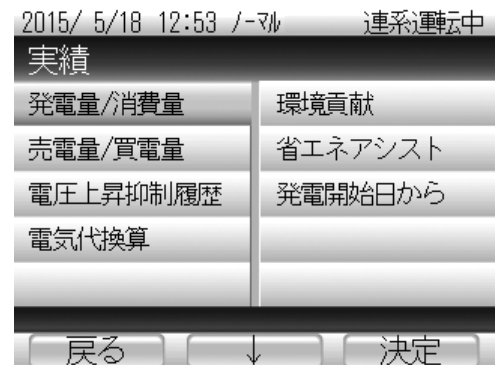 2015/ 5/18 12:53 ﾉｰﾏﾙ 連系運転中
実績
発電量/消費量 環境貢献
売電量/買電量 省エネアシスト
電圧上昇抑制履歴 発電開始日から
電気代換算
戻る ↓ 決定